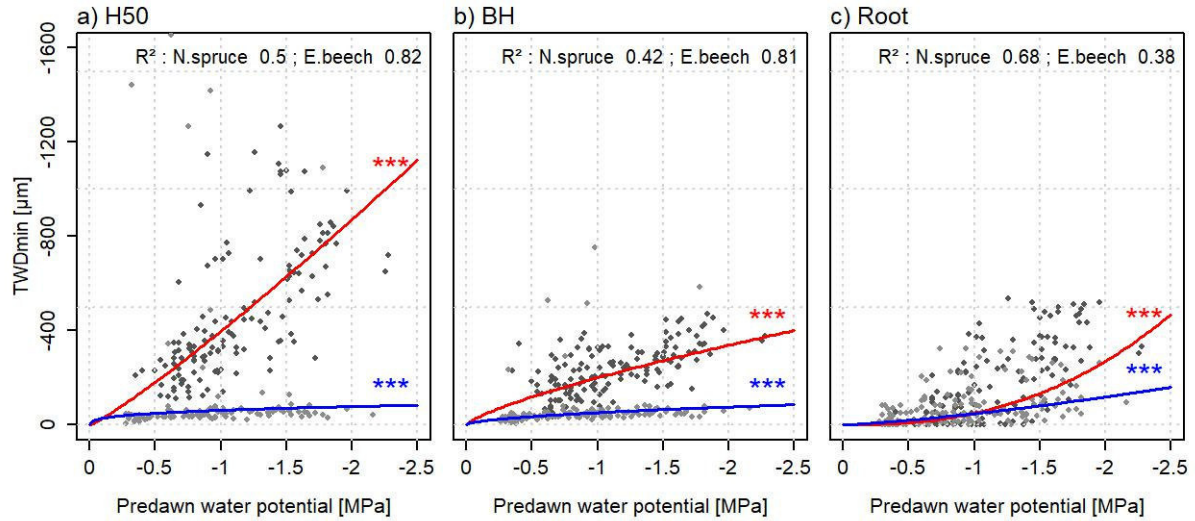 a) H50
b) BH
c) Root
R² : N.spruce 0.5 ; E.beech 0.82
R² : N.spruce 0.42 ; E.beech 0.81
R² : N.spruce 0.68 ; E.beech 0.38
TWDmin [µm]
-1600
-1200
-800
-400
0
***
***
***
***
***
***
0 -0.5 -1 -1.5 -2 -2.5
0 -0.5 -1 -1.5 -2 -2.5
0 -0.5 -1 -1.5 -2 -2.5
Predawn water potential [MPa]
Predawn water potential [MPa]
Predawn water potential [MPa]